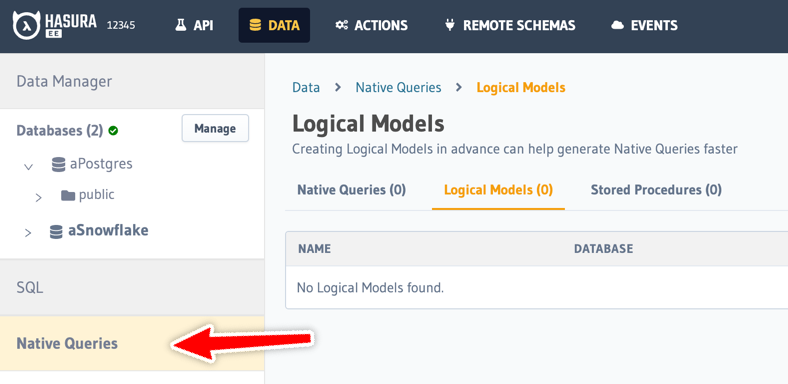 HASURA EE 12345 API DATA ACTIONS REMOTE SCHEMAS EVENTS
Data Manager
Databases (2) Manage
aPostgres
public
aSnowflake
SQL
Native Queries
Data > Native Queries > Logical Models
Logical Models
Creating Logical Models in advance can help generate Native Queries faster
Native Queries (0) Logical Models (0) Stored Procedures (0)
NAME DATABASE
No Logical Models found.